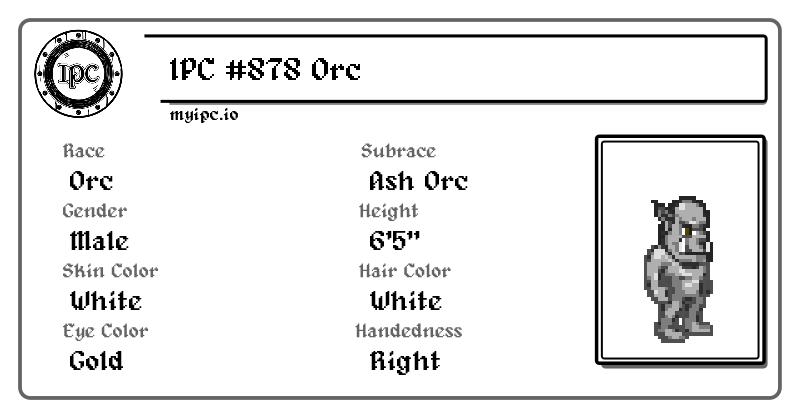 IPC
IPC #878 Orc
myipc.io
Race
Orc
Subrace
Ash Orc
Gender
Male
Height
6'5"
Skin Color
White
Hair Color
White
Eye Color
Gold
Handedness
Right